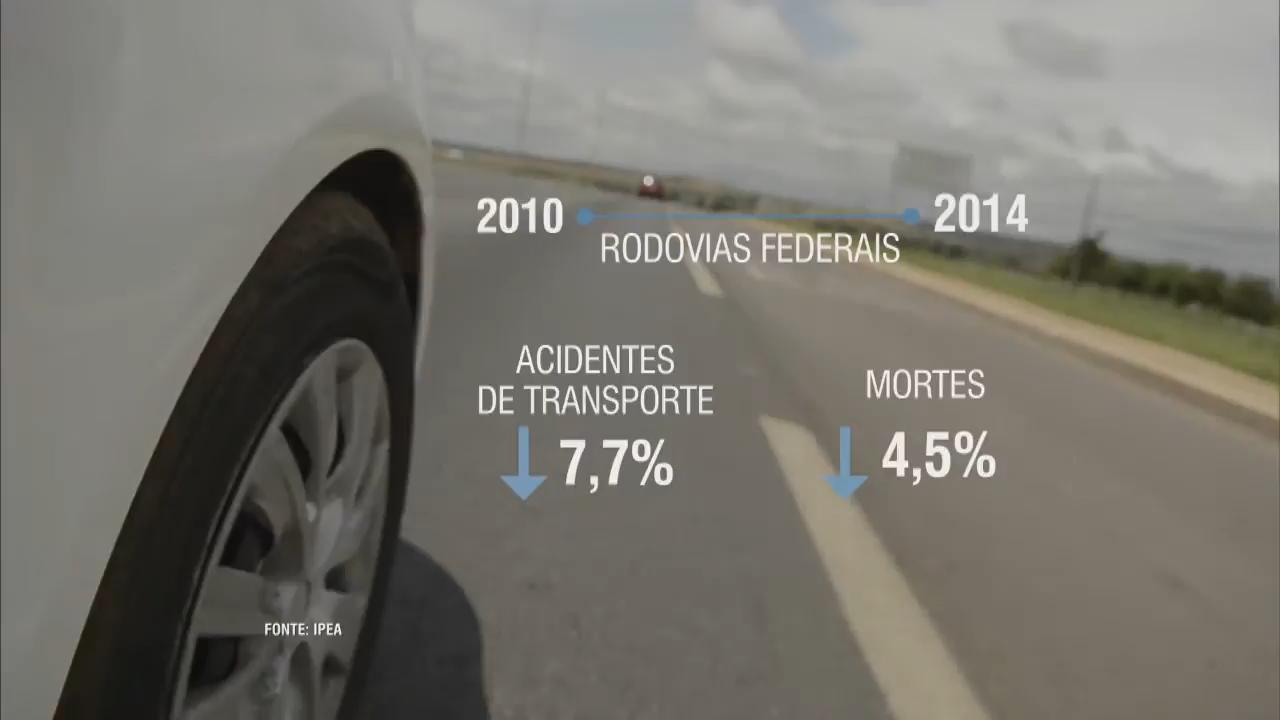 2010
2014
RODOVIAS FEDERAIS
ACIDENTES
DE TRANSPORTE
7,7%
MORTES
4,5%
FONTE: IPEA